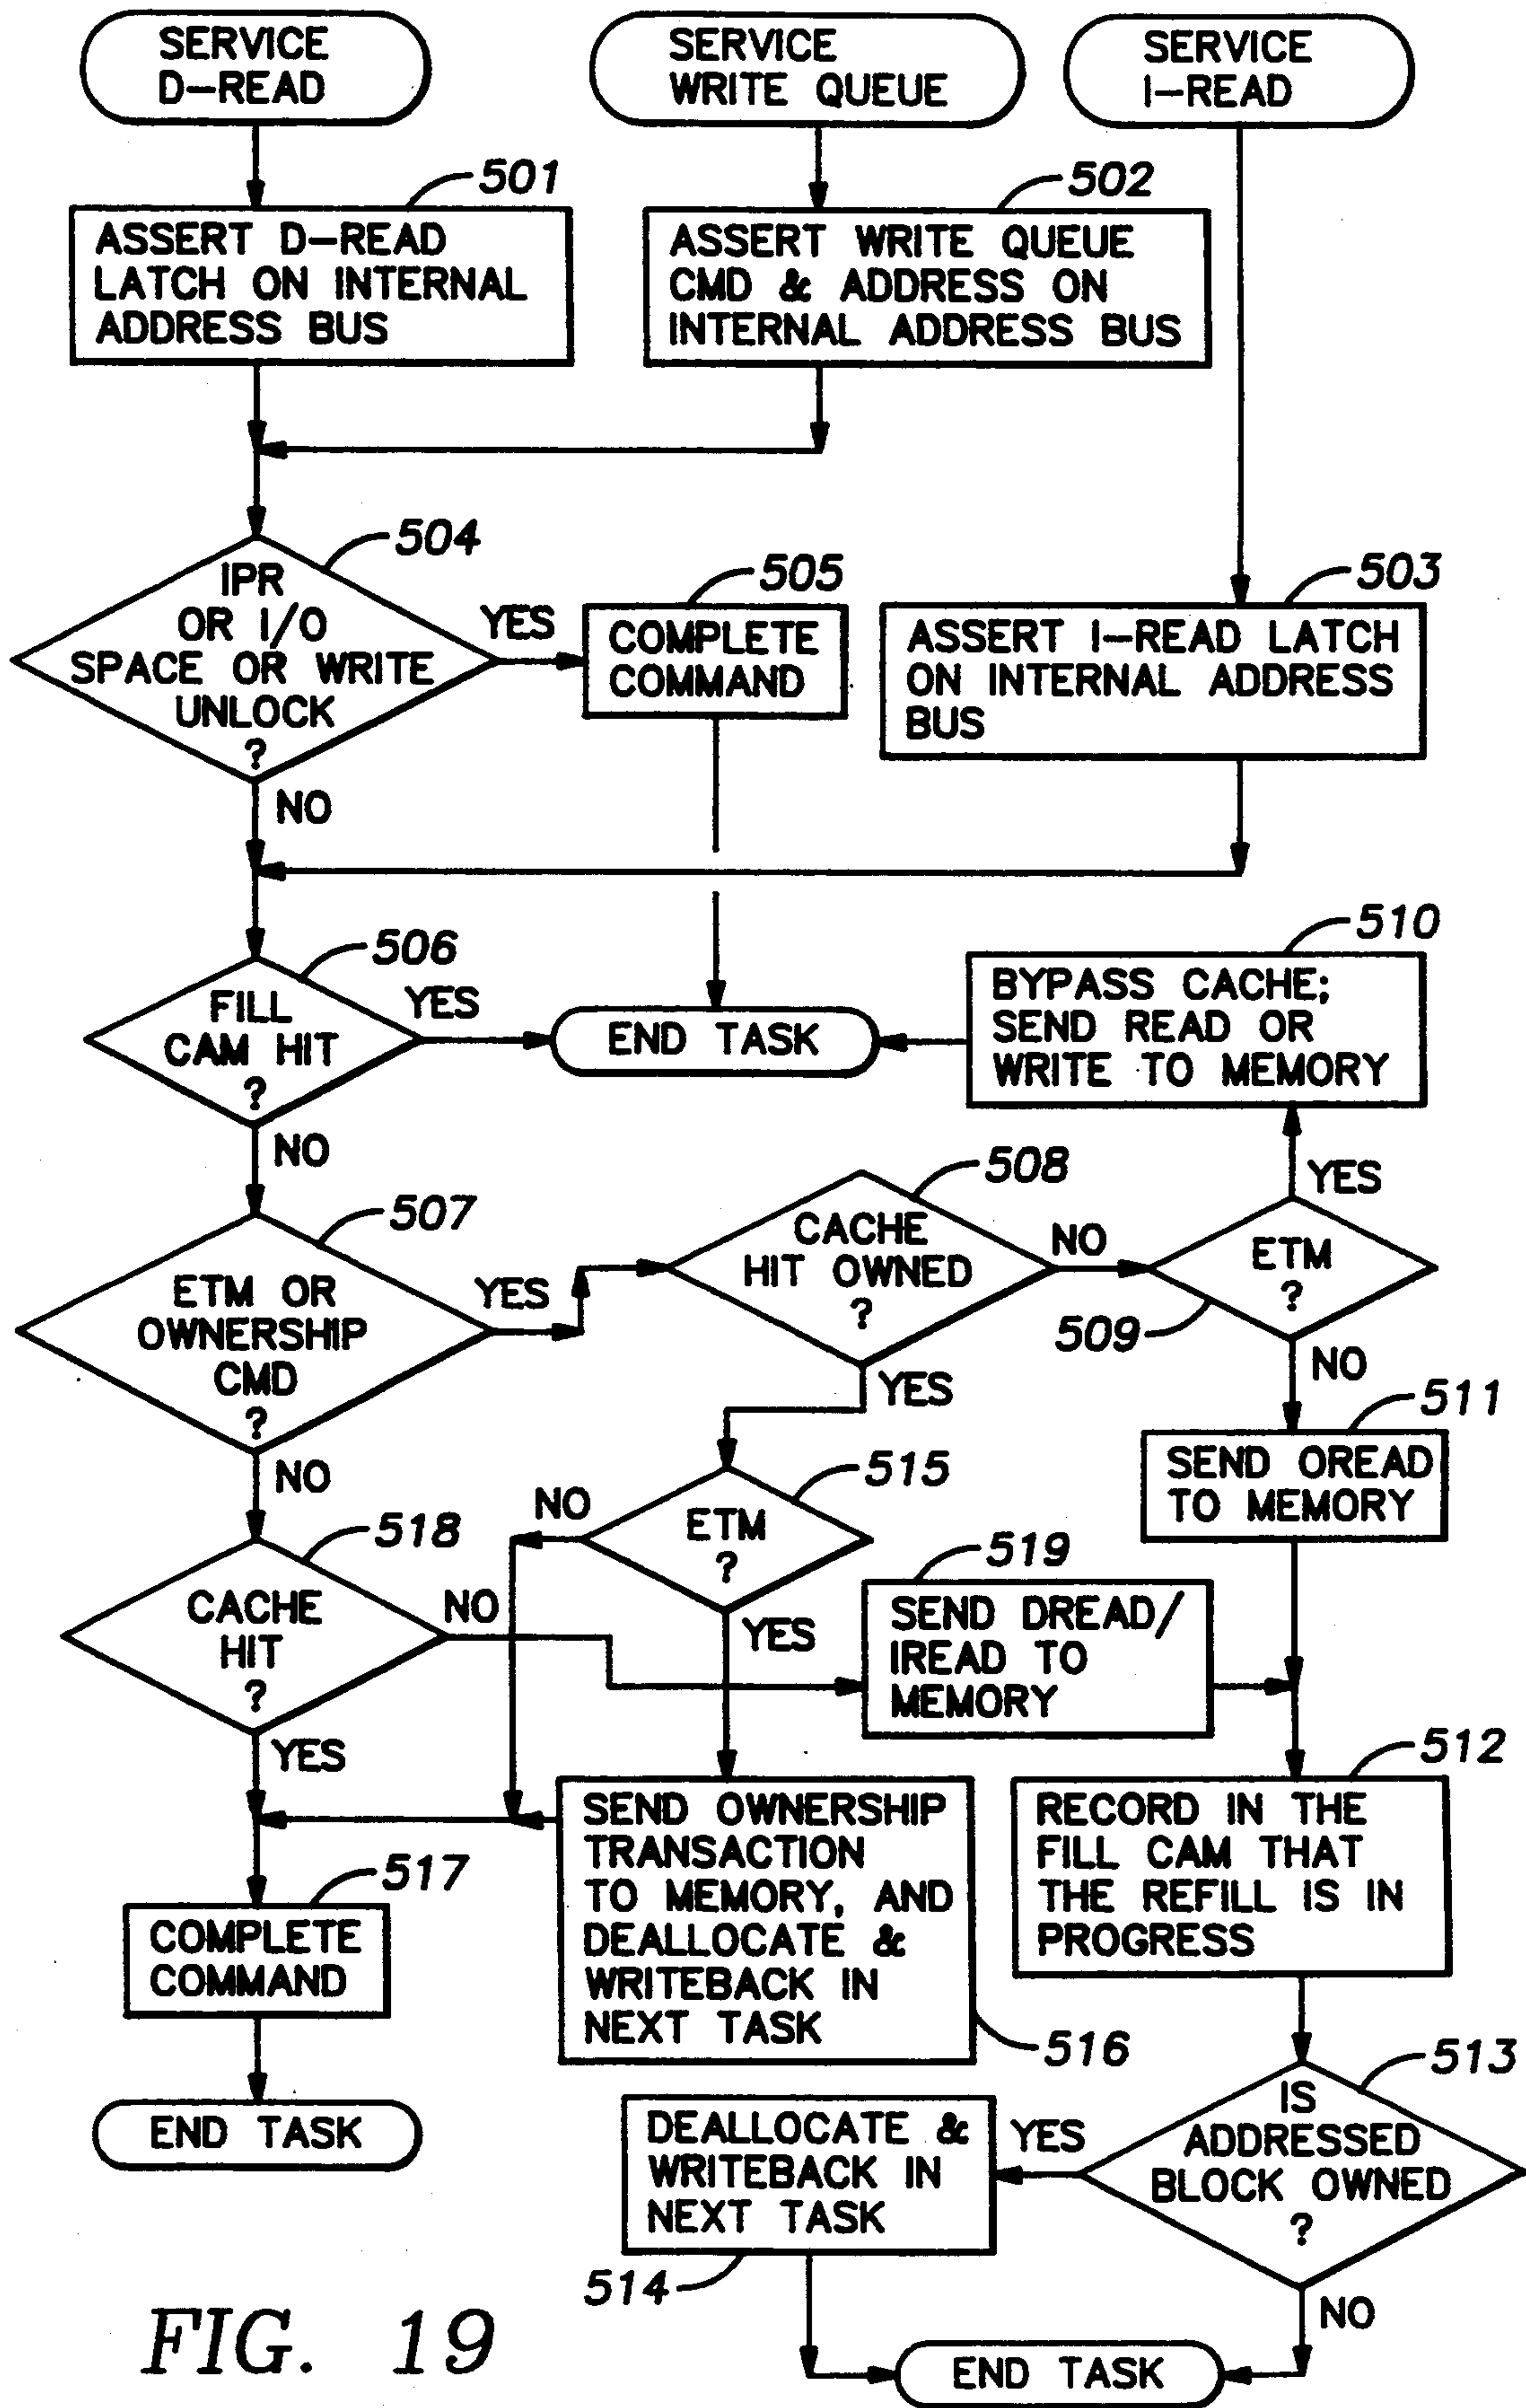 SERVICE
D-READ
SERVICE
WRITE QUEUE
SERVICE
I-READ
501
ASSERT D-READ
LATCH ON INTERNAL
ADDRESS BUS
502
ASSERT WRITE QUEUE
CMD & ADDRESS ON
INTERNAL ADDRESS BUS
504
IPR
OR I/O
SPACE OR WRITE
UNLOCK
?
YES
NO
505
COMPLETE
COMMAND
503
ASSERT I-READ LATCH
ON INTERNAL ADDRESS
BUS
506
FILL
CAM HIT
?
YES
NO
END TASK
510
BYPASS CACHE;
SEND READ OR
WRITE TO MEMORY
507
ETM OR
OWNERSHIP
CMD
?
YES
NO
508
CACHE
HIT OWNED
?
NO
YES
YES
ETM
?
509
NO
511
SEND OREAD
TO MEMORY
515
NO
ETM
?
YES
518
CACHE
HIT
?
NO
YES
519
SEND DREAD/
IREAD TO
MEMORY
512
RECORD IN THE
FILL CAM THAT
THE REFILL IS IN
PROGRESS
SEND OWNERSHIP
TRANSACTION
TO MEMORY, AND
DEALLOCATE &
WRITEBACK IN
NEXT TASK
516
517
COMPLETE
COMMAND
END TASK
513
IS
ADDRESSED
BLOCK OWNED
?
YES
NO
DEALLOCATE &
WRITEBACK IN
NEXT TASK
514
END TASK
FIG. 19